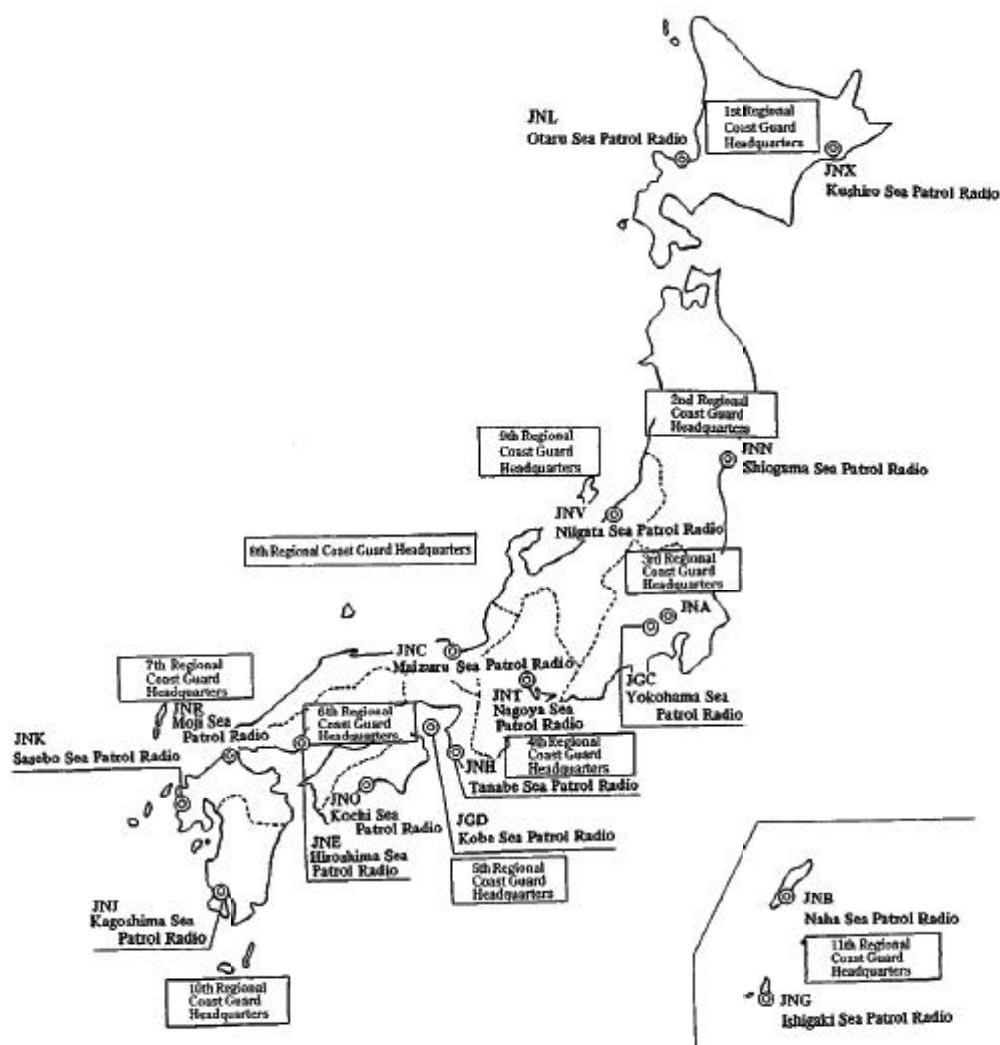 JNL
Otaru Sea Patrol Radio
1st Regional
Coast Guard
Headquarters
JNX
Kushiro Sea Patrol Radio
2nd Regional
Coast Guard
Headquarters
9th Regional
Coast Guard
Headquarters
JNN
Shiogama Sea Patrol Radio
JNV
Niigata Sea Patrol Radio
8th Regional Coast Guard Headquarters
3rd Regional
Coast Guard
Headquarters
JNA
JNC
Maizuru Sea Patrol Radio
7th Regional
Coast Guard
Headquarters
JGC
Yokohama Sea
Patrol Radio
JNT
Nagoya Sea
Patrol Radio
JNR
Moji Sea
Patrol Radio
6th Regional
Coast Guard
Headquarters
JNK
Sasebo Sea Patrol Radio
4th Regional
Coast Guard
Headquarters
JNH
Tanabe Sea Patrol Radio
JNO
Kochi Sea
Patrol Radio
JGD
Kobe Sea Patrol Radio
JNE
Hiroshima Sea
Patrol Radio
5th Regional
Coast Guard
Headquarters
JNJ
Kagoshima Sea
Patrol Radio
JNB
Naha Sea Patrol Radio
11th Regional
Coast Guard
Headquarters
10th Regional
Coast Guard
Headquarters
JNG
Ishigaki Sea Patrol Radio